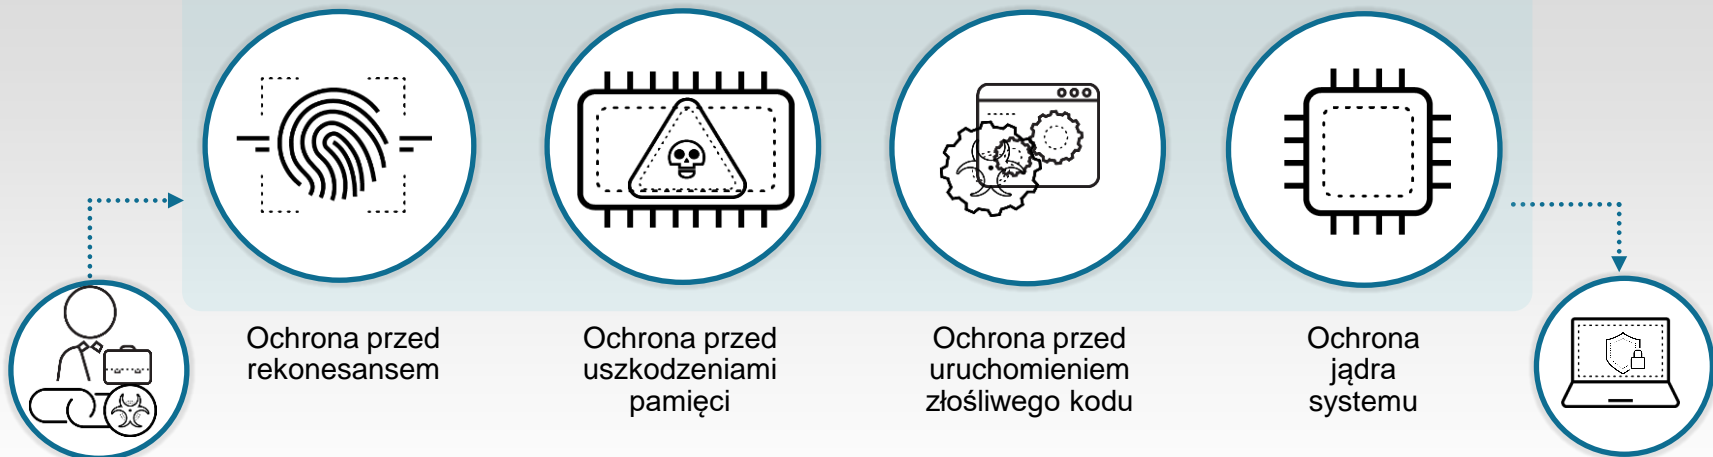 Ochrona przed
rekonesansem
Ochrona przed
uszkodzeniami
pamięci
Ochrona przed
uruchomieniem
złośliwego kodu
Ochrona
jądra
systemu